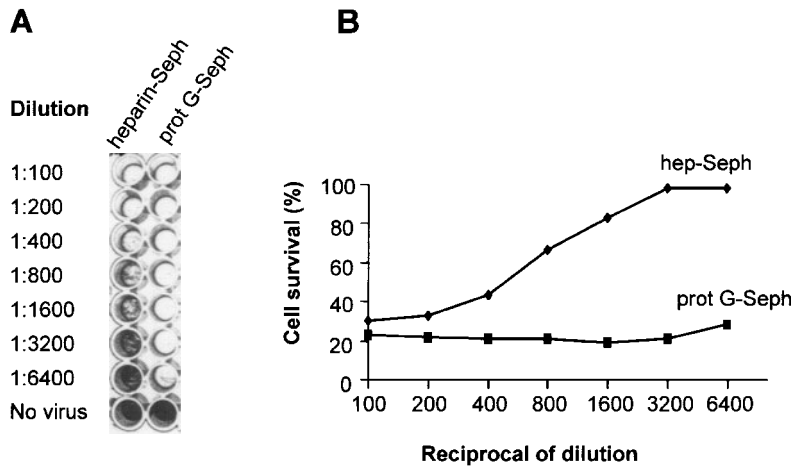 A
Dilution
heparin-Seph
prot G-Seph
1:100
1:200
1:400
1:800
1:1600
1:3200
1:6400
No virus
B
Cell survival (%)
100
80
60
40
20
0
hep-Seph
prot G-Seph
100 200 400 800 1600 3200 6400
Reciprocal of dilution